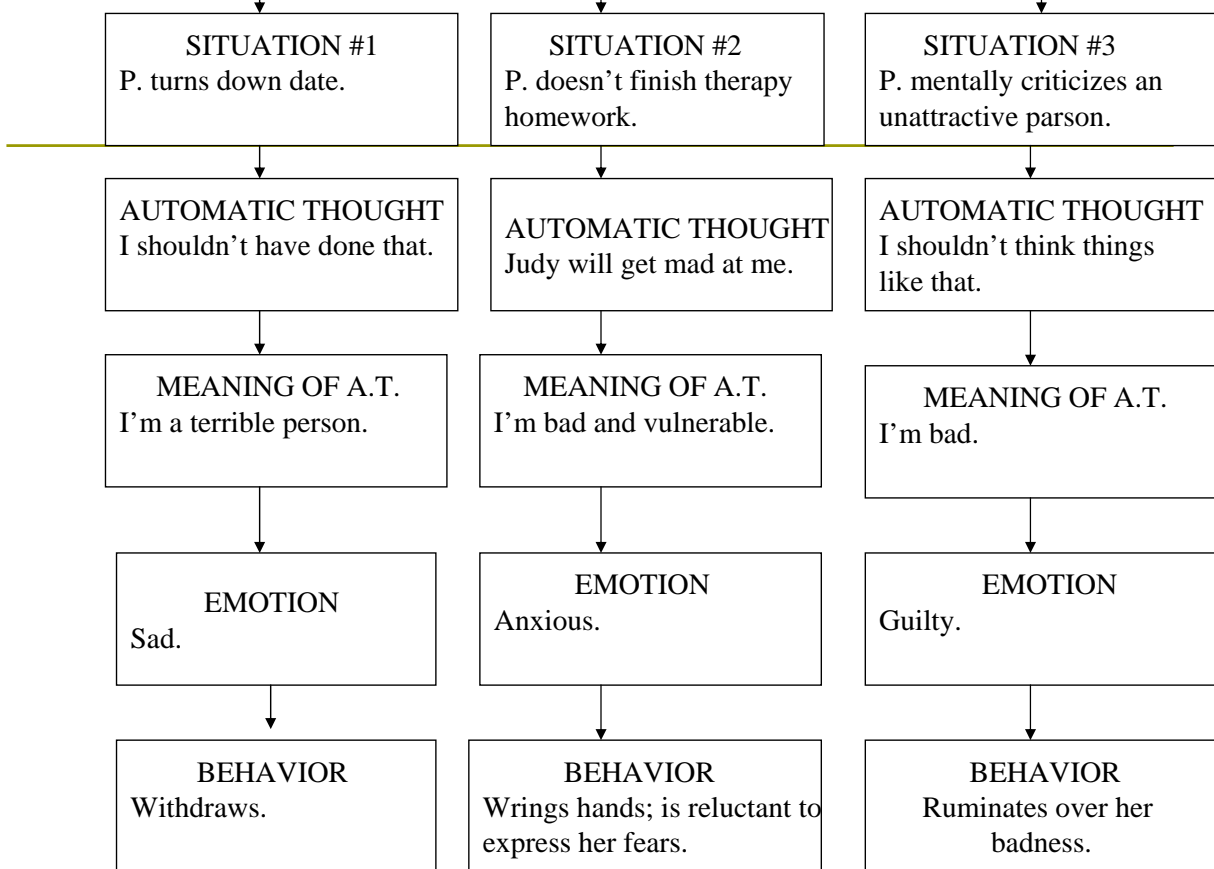 SITUATION #1
P. turns down date.
SITUATION #2
P. doesn't finish therapy
homework.
SITUATION #3
P. mentally criticizes an
unattractive parson.
AUTOMATIC THOUGHT
I shouldn't have done that.
AUTOMATIC THOUGHT
Judy will get mad at me.
AUTOMATIC THOUGHT
I shouldn't think things
like that.
MEANING OF A.T.
I'm a terrible person.
MEANING OF A.T.
I'm bad and vulnerable.
MEANING OF A.T.
I'm bad.
EMOTION
Sad.
EMOTION
Anxious.
EMOTION
Guilty.
BEHAVIOR
Withdraws.
BEHAVIOR
Wrings hands; is reluctant to
express her fears.
BEHAVIOR
Ruminates over her
badness.